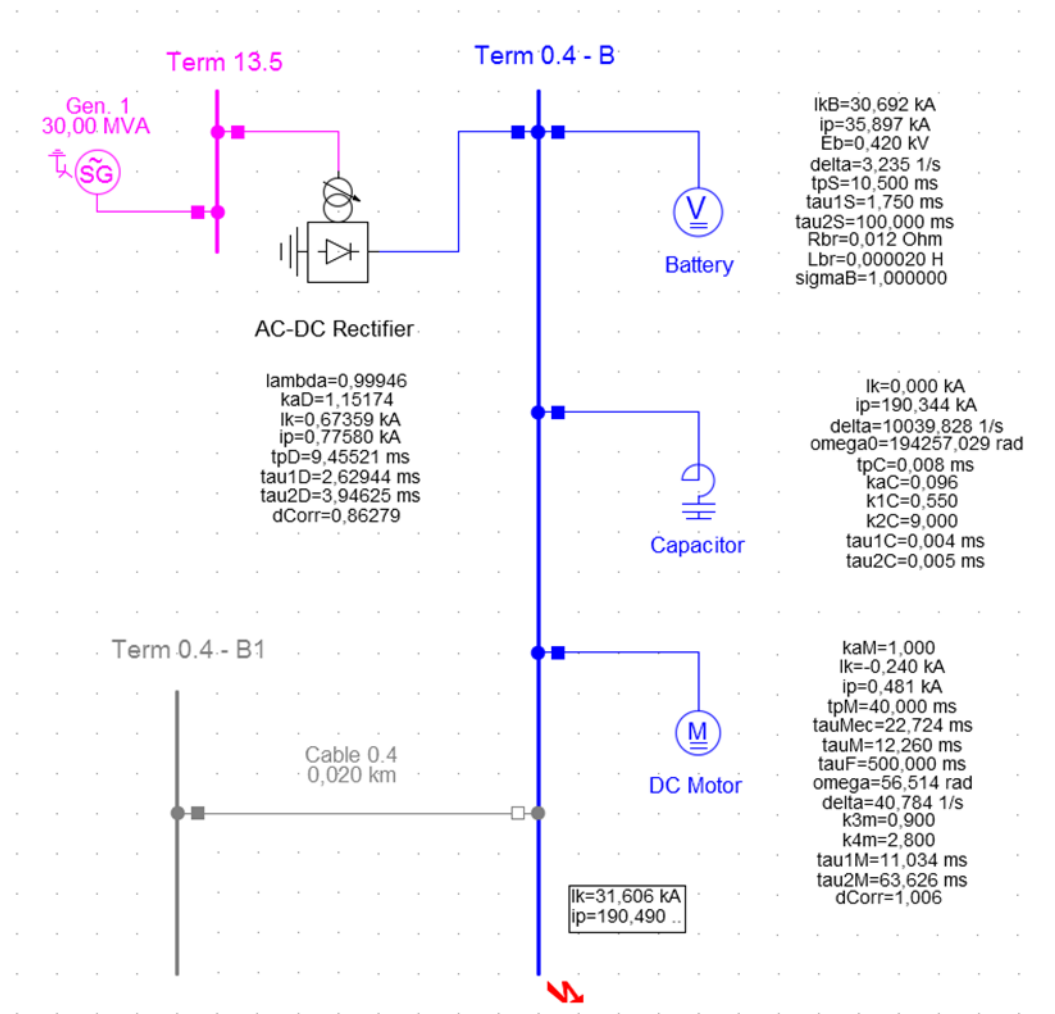 Term 13.5
Term 0.4 - B
Gen. 1
30,00 MVA
SG
AC-DC Rectifier
lambda=0,99946
kaD=1,15174
Ik=0,67359 kA
ip=0,77580 kA
tpD=9,45521 ms
tau1D=2,62944 ms
tau2D=3,94625 ms
dCorr=0,86279
V
Battery
IkB=30,692 kA
ip=35,897 kA
Eb=0,420 kV
delta=3,235 1/s
tpS=10,500 ms
tau1S=1,750 ms
tau2S=100,000 ms
Rbr=0,012 Ohm
Lbr=0,000020 H
sigmaB=1,000000
Capacitor
Ik=0,000 kA
ip=190,344 kA
delta=10039,828 1/s
omega0=194257,029 rad
tpC=0,008 ms
kaC=0,096
k1C=0,550
k2C=9,000
tau1C=0,004 ms
tau2C=0,005 ms
Term 0.4 - B1
Cable 0.4
0,020 km
M
DC Motor
kaM=1,000
Ik=-0,240 kA
ip=0,481 kA
tpM=40,000 ms
tauMec=22,724 ms
tauM=12,260 ms
tauF=500,000 ms
omega=56,514 rad
delta=40,784 1/s
k3m=0,900
k4m=2,800
tau1M=11,034 ms
tau2M=63,626 ms
dCorr=1,006
Ik=31,606 kA
ip=190,490 ..